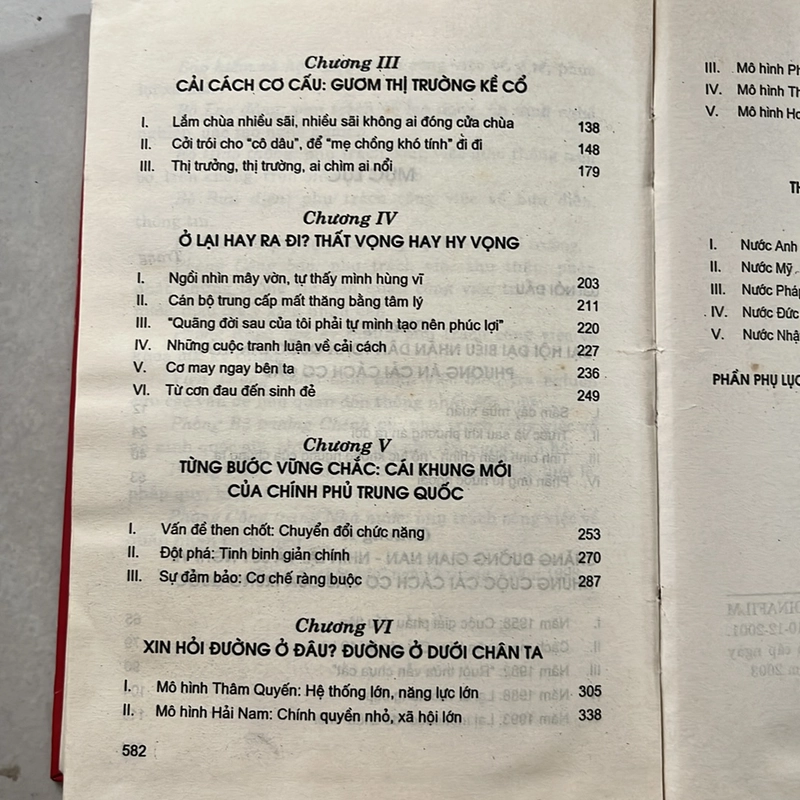 Chương III
CẢI CÁCH CƠ CẤU: GƯƠM THỊ TRƯỜNG KỀ CỔ
I. Lắm chùa nhiều sãi, nhiều sãi không ai đóng cửa chùa 138
II. Cởi trói cho "cô dâu", để "mẹ chồng khó tính" đi đi 148
III. Thị trưởng, thị trường, ai chìm ai nổi 179
Chương IV
Ở LẠI HAY RA ĐI? THẤT VỌNG HAY HY VỌNG
I. Ngồi nhìn mây vờn, tự thấy mình hùng vĩ 203
II. Cán bộ trung cấp mất thăng bằng tâm lý 211
III. "Quãng đời sau của tôi phải tự mình tạo nên phúc lợi" 220
IV. Những cuộc tranh luận về cải cách 227
V. Cơ may ngay bên ta 236
VI. Từ cơn đau đến sinh đẻ 249
Chương V
TỪNG BƯỚC VỮNG CHẮC: CÁI KHUNG MỚI
CỦA CHÍNH PHỦ TRUNG QUỐC
I. Vấn đề then chốt: Chuyển đổi chức năng 253
II. Đột phá: Tinh binh giản chính 270
III. Sự đảm bảo: Cơ chế ràng buộc 287
Chương VI
XIN HỎI ĐƯỜNG Ở ĐÂU? ĐƯỜNG Ở DƯỚI CHÂN TA
I. Mô hình Thâm Quyến: Hệ thống lớn, năng lực lớn 305
II. Mô hình Hải Nam: Chính quyền nhỏ, xã hội lớn 338
582
III. Mô hình
IV. Mô hình
V. Mô hình
I. Nước Anh
II. Nước Mỹ
III. Nước Pháp
IV. Nước Đức
V. Nước
PHẦN PHỤ LỤC